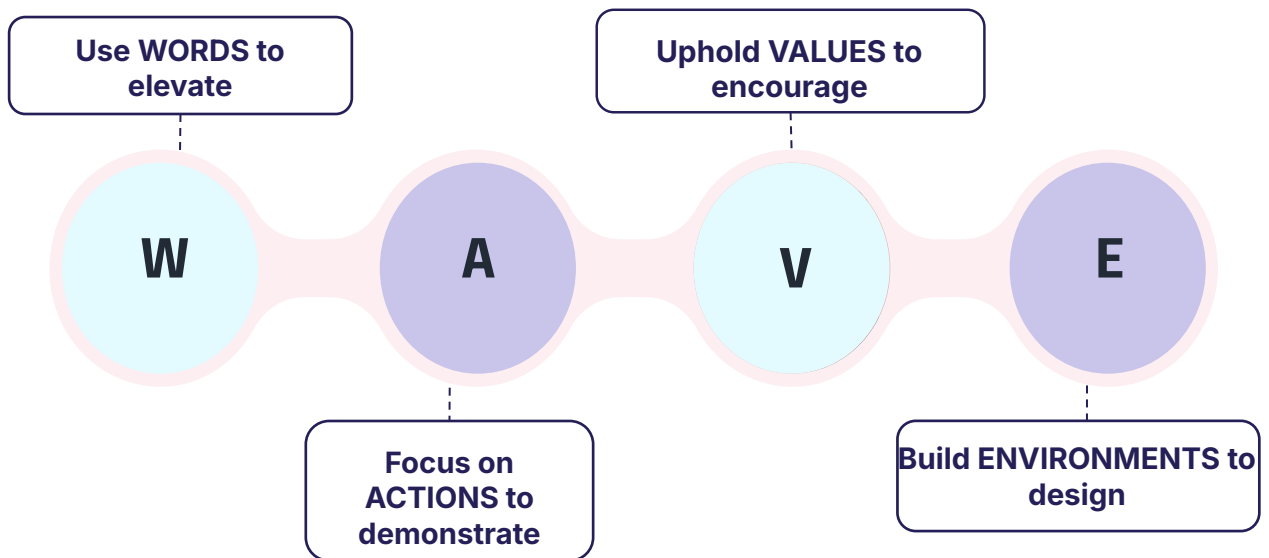 Use WORDS to
elevate
Uphold VALUES to
encourage
W
A
V
E
Focus on
ACTIONS to
demonstrate
Build ENVIRONMENTS to
design